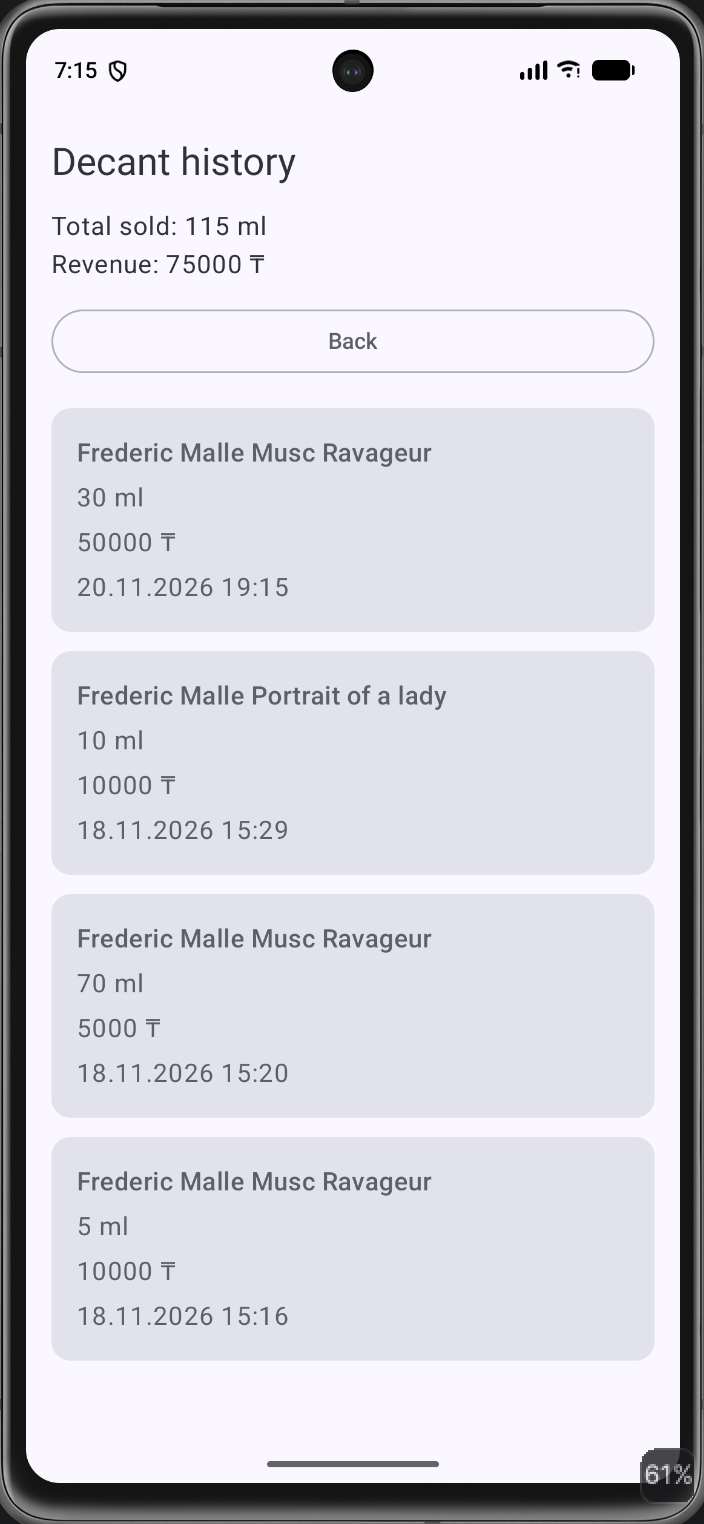 7:15
Decant history
Total sold: 115 ml
Revenue: 75000 ₸
Back
Frederic Malle Musc Ravageur
30 ml
50000 ₸
20.11.2026 19:15
Frederic Malle Portrait of a lady
10 ml
10000 ₸
18.11.2026 15:29
Frederic Malle Musc Ravageur
70 ml
5000 ₸
18.11.2026 15:20
Frederic Malle Musc Ravageur
5 ml
10000 ₸
18.11.2026 15:16
61%